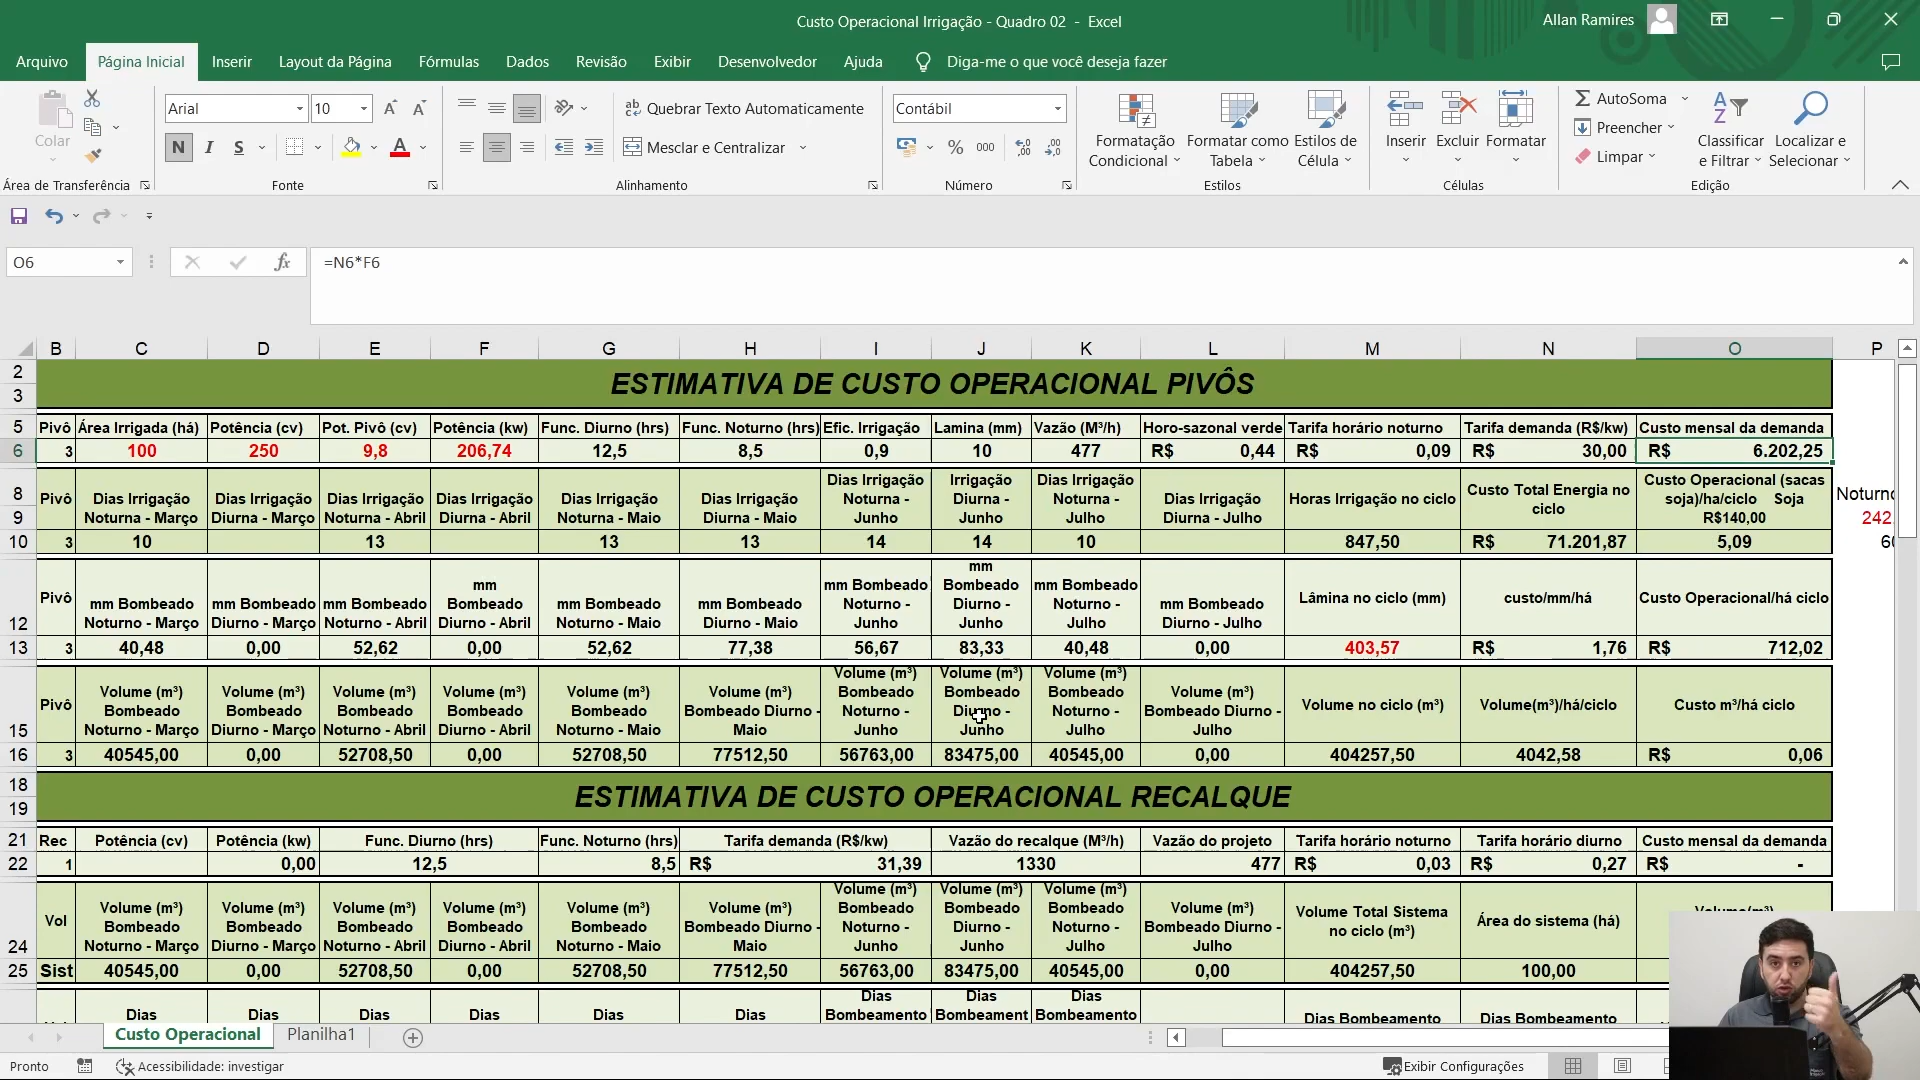 Custo Operacional Irrigação - Quadro 02 - Excel
Allan Ramires
Arquivo
Página Inicial
Inserir
Layout da Página
Fórmulas
Dados
Revisão
Exibir
Desenvolvedor
Ajuda
Diga-me o que você deseja fazer
Colar
Área de Transferência
Arial
10
N I S
Fonte
ab Quebrar Texto Automaticamente
Mesclar e Centralizar
Alinhamento
Contábil
% 000
Número
Formatação Condicional
Formatar como Tabela
Estilos de Célula
Estilos
Inserir
Excluir
Formatar
Células
AutoSoma
Preencher
Limpar
Classificar e Filtrar
Localizar e Selecionar
Edição
O6
fx
=N6*F6
B C D E F G H I J K L M N O P
2
3
ESTIMATIVA DE CUSTO OPERACIONAL PIVÔS
5 Pivô Área Irrigada (há) Potência (cv) Pot. Pivô (cv) Potência (kw) Func. Diurno (hrs) Func. Noturno (hrs) Efic. Irrigação Lamina (mm) Vazão (M³/h) Horo-sazonal verde Tarifa horário noturno Tarifa demanda (R$/kw) Custo mensal da demanda
6 3 100 250 9,8 206,74 12,5 8,5 0,9 10 477 R$ 0,44 R$ 0,09 R$ 30,00 R$ 6.202,25
8 9 Pivô Dias Irrigação Noturna - Março Dias Irrigação Diurna - Março Dias Irrigação Noturna - Abril Dias Irrigação Diurna - Abril Dias Irrigação Noturna - Maio Dias Irrigação Diurna - Maio Dias Irrigação Noturna - Junho Irrigação Diurna - Junho Dias Irrigação Noturna - Julho Dias Irrigação Diurna - Julho Horas Irrigação no ciclo Custo Total Energia no ciclo Custo Operacional (sacas soja)/ha/ciclo Soja R$140,00 Noturno 242,
10 3 10 13 13 13 14 14 10 847,50 R$ 71.201,87 5,09 60
12 Pivô mm Bombeado Noturno - Março mm Bombeado Diurno - Março mm Bombeado Noturno - Abril mm Bombeado Diurno - Abril mm Bombeado Noturno - Maio mm Bombeado Diurno - Maio mm Bombeado Noturno - Junho mm Bombeado Diurno - Junho mm Bombeado Noturno - Julho mm Bombeado Diurno - Julho Lâmina no ciclo (mm) custo/mm/há Custo Operacional/há ciclo
13 3 40,48 0,00 52,62 0,00 52,62 77,38 56,67 83,33 40,48 0,00 403,57 R$ 1,76 R$ 712,02
15 Pivô Volume (m³) Bombeado Noturno - Março Volume (m³) Bombeado Diurno - Março Volume (m³) Bombeado Noturno - Abril Volume (m³) Bombeado Diurno - Abril Volume (m³) Bombeado Noturno - Maio Volume (m³) Bombeado Diurno - Maio Volume (m³) Bombeado Noturno - Junho Volume (m³) Bombeado Diurno - Junho Volume (m³) Bombeado Noturno - Julho Volume (m³) Bombeado Diurno - Julho Volume no ciclo (m³) Volume(m³)/há/ciclo Custo m³/há ciclo
16 3 40545,00 0,00 52708,50 0,00 52708,50 77512,50 56763,00 83475,00 40545,00 0,00 404257,50 4042,58 R$ 0,06
18
19
ESTIMATIVA DE CUSTO OPERACIONAL RECALQUE
21 Rec Potência (cv) Potência (kw) Func. Diurno (hrs) Func. Noturno (hrs) Tarifa demanda (R$/kw) Vazão do recalque (M³/h) Vazão do projeto Tarifa horário noturno Tarifa horário diurno Custo mensal da demanda
22 1 0,00 12,5 8,5 R$ 31,39 1330 477 R$ 0,03 R$ 0,27 R$ -
24 Vol Volume (m³) Bombeado Noturno - Março Volume (m³) Bombeado Diurno - Março Volume (m³) Bombeado Noturno - Abril Volume (m³) Bombeado Diurno - Abril Volume (m³) Bombeado Noturno - Maio Volume (m³) Bombeado Diurno - Maio Volume (m³) Bombeado Noturno - Junho Volume (m³) Bombeado Diurno - Junho Volume (m³) Bombeado Noturno - Julho Volume (m³) Bombeado Diurno - Julho Volume Total Sistema no ciclo (m³) Área do sistema (há)
25 Sist 40545,00 0,00 52708,50 0,00 52708,50 77512,50 56763,00 83475,00 40545,00 0,00 404257,50 100,00
Dias Dias Dias Dias Dias Dias Dias Bombeamento Dias Bombeament Dias Bombeamento Dias Bombeamento Dias Bombeamento
Custo Operacional
Planilha1
Pronto
Acessibilidade: investigar
Exibir Configurações